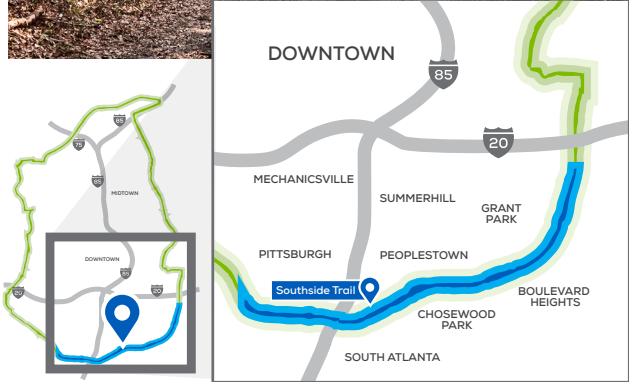 DOWNTOWN
85
20
MECHANICSVILLE
SUMMERHILL
GRANT
PARK
PITTSBURGH
PEOPLESTOWN
Southside Trail
BOULEVARD
HEIGHTS
CHOSEWOOD
PARK
SOUTH ATLANTA
85
75
85
MIDTOWN
DOWNTOWN
85
20
20